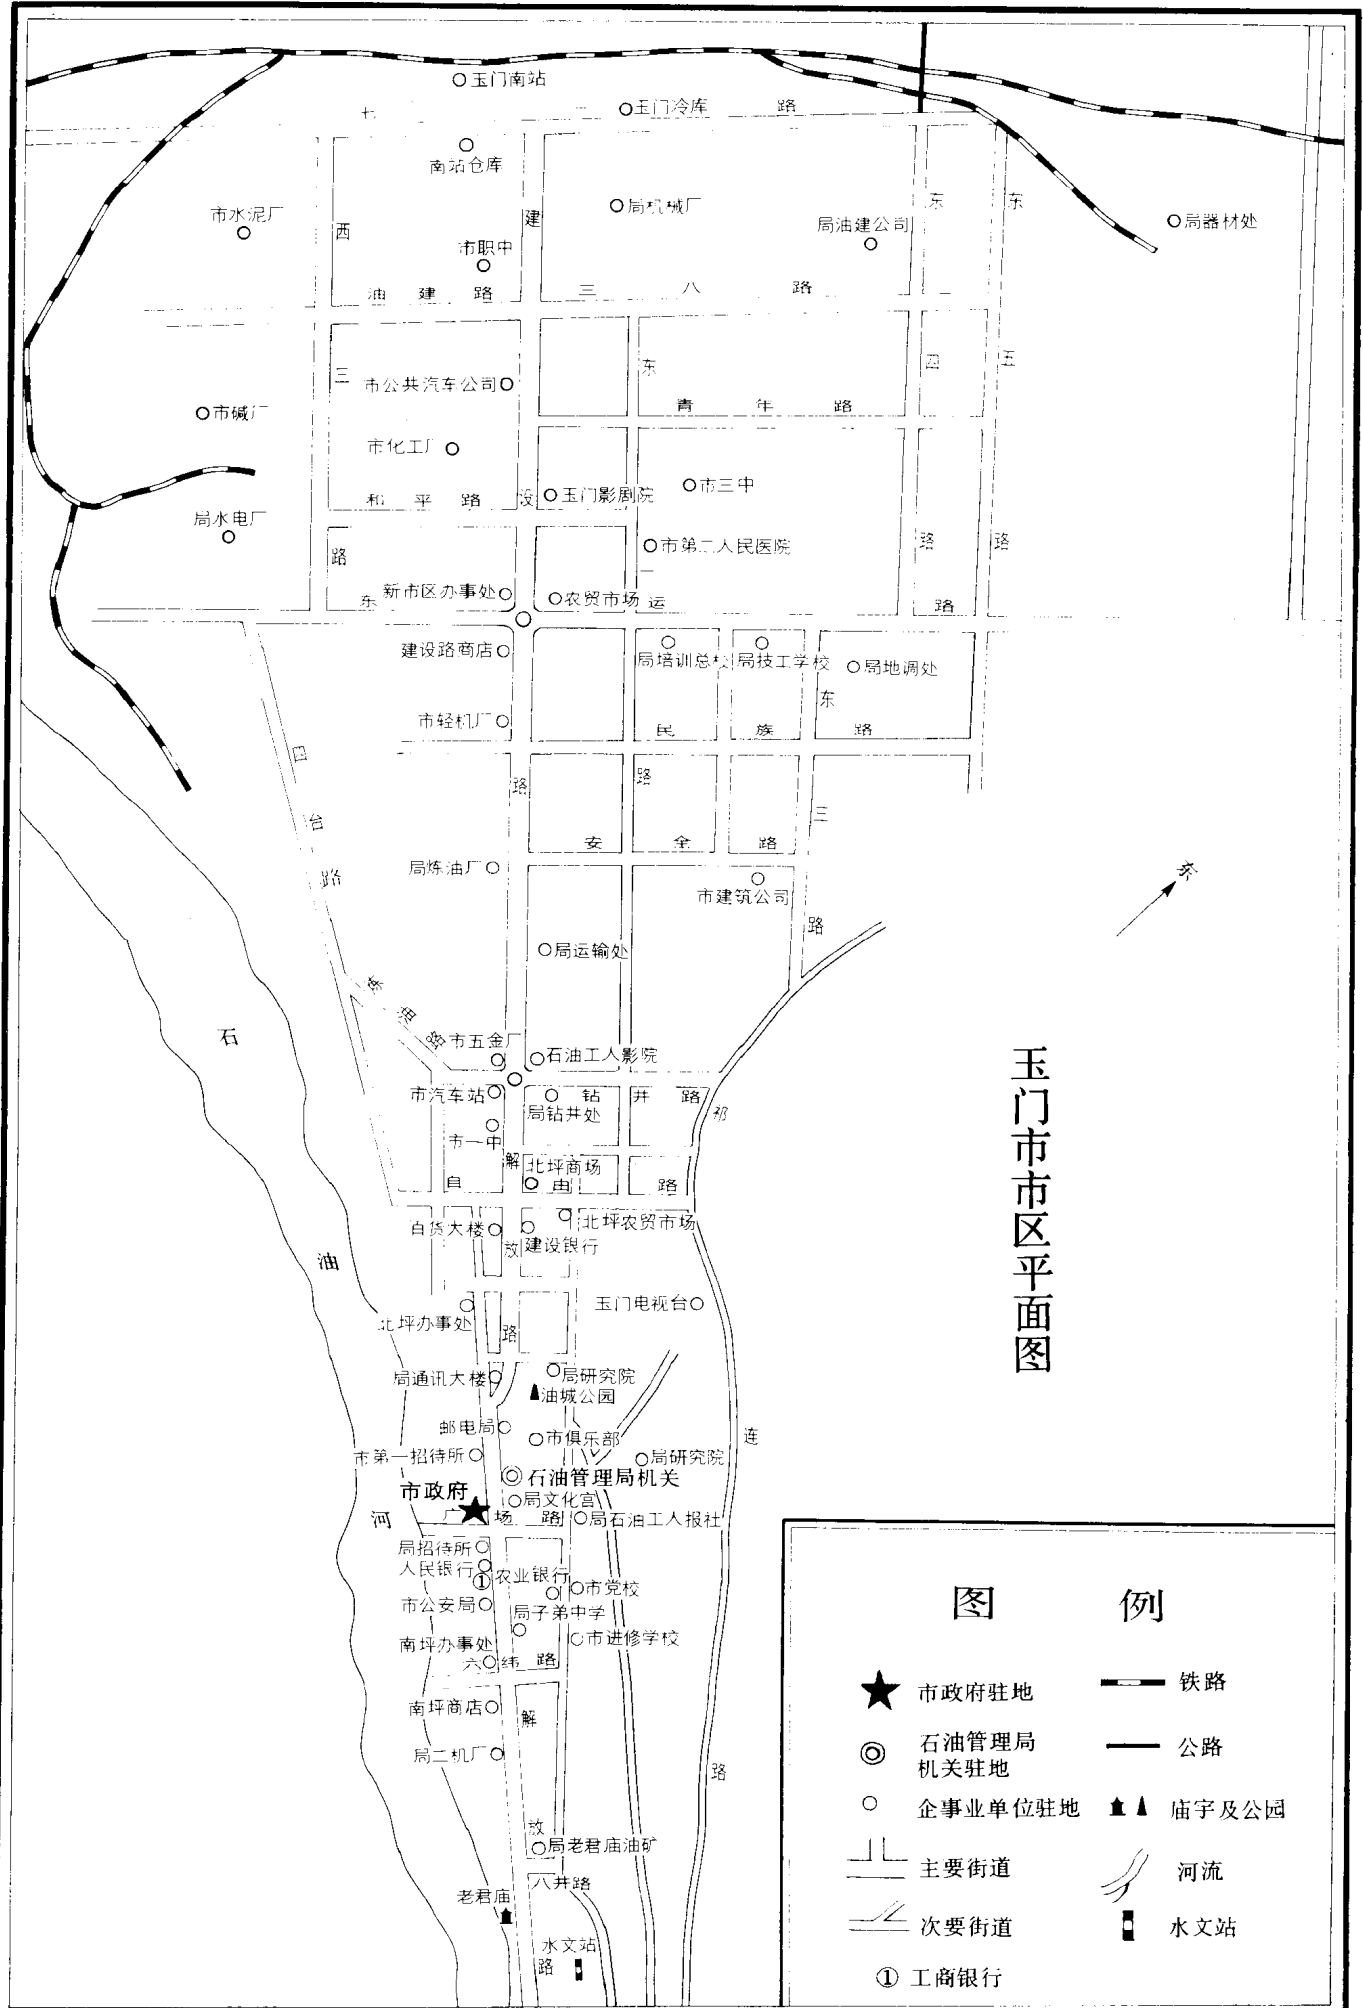 玉门南站
七一路
玉门冷库
南站仓库
市水泥厂
局机械厂
局油建公司
局器材处
市职中
油建路
三八路
西三路
建设路
东四路
东五路
市公共汽车公司
东一路
青年路
市碱厂
市化工厂
和平路
玉门影剧院
市三中
局水电厂
市第二人民医院
新市区办事处
农贸市场
东运路
建设路商店
局培训总校
局技工学校
局地调处
市轻机厂
民族路
东三路
四台路
安全路
局炼油厂
市建筑公司
东
局运输处
炼油路
石油河
市五金厂
石油工人影院
市汽车站
钻井路
局钻井处
市一中
祁连路
解放路
北坪商场
自由路
百货大楼
北坪农贸市场
建设银行
玉门电视台
北坪办事处
局通讯大楼
局研究院
油城公园
邮电局
市俱乐部
市第一招待所
局研究院
石油管理局机关
市政府
局文化宫
广场路
局石油工人报社
局招待所
人民银行
① 农业银行
市党校
市公安局
局子弟中学
南坪办事处
市进修学校
六纬路
南坪商店
解放路
局二机厂
局老君庙油矿
八井路
老君庙
水文站
玉门市市区平面图
图例
市政府驻地
铁路
石油管理局
机关驻地
公路
企事业单位驻地
庙宇及公园
主要街道
河流
次要街道
水文站
① 工商银行